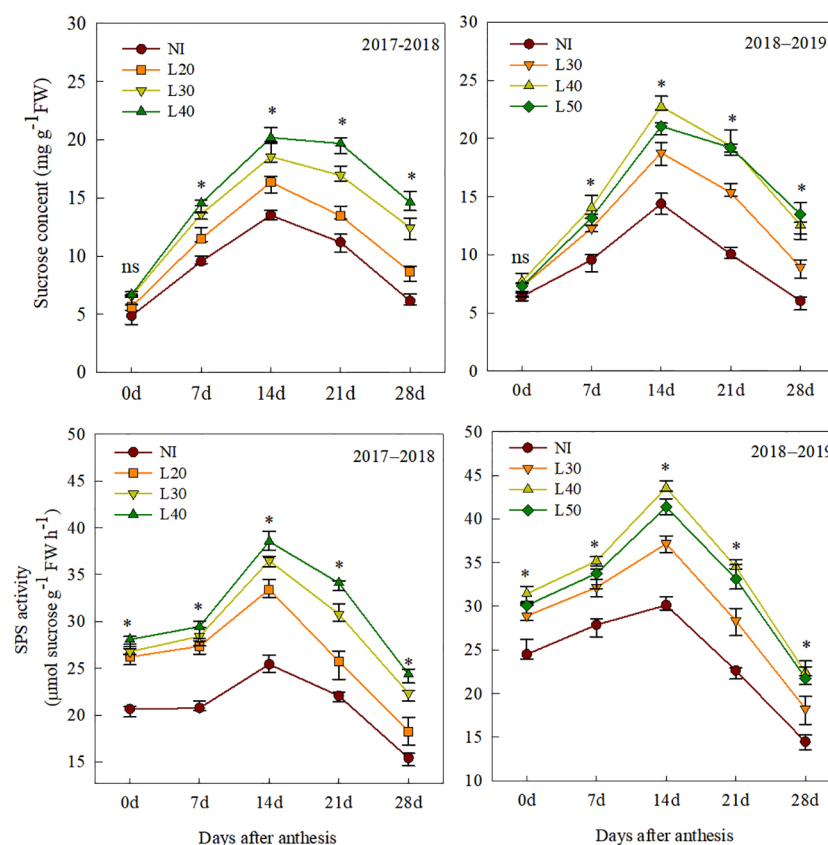 Sucrose concent (mg g-1FW)
30
25
20
15
10
5
0
NI
L20
L30
L40
2017-2018
ns
*
*
*
*
0d 7d 14d 21d 28d
30
25
20
15
10
5
0
NI
L30
L40
L50
2018–2019
ns
*
*
*
*
0d 7d 14d 21d 28d
SPS activity
(μmol sucrose g-1 FW h-1)
50
45
40
35
30
25
20
15
NI
L20
L30
L40
2017–2018
*
*
*
*
*
0d 7d 14d 21d 28d
Days after anthesis
50
45
40
35
30
25
20
15
10
NI
L30
L40
L50
2018–2019
*
*
*
*
*
0d 7d 14d 21d 28d
Days after anthesis